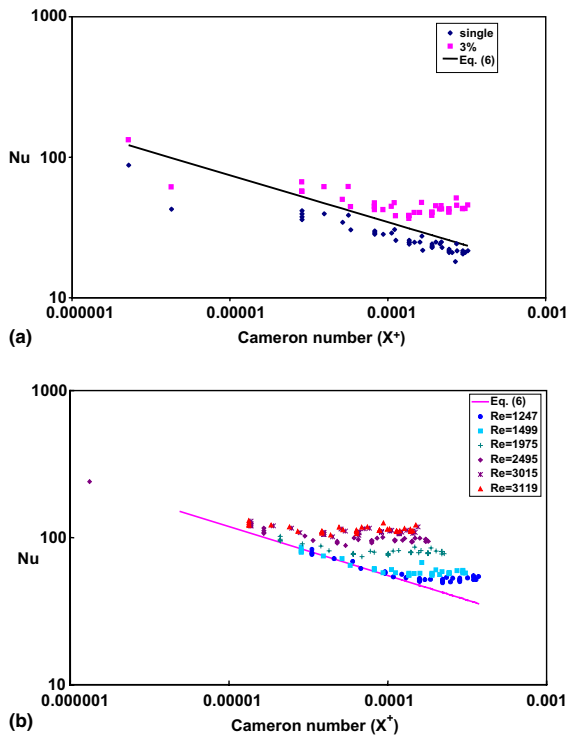 1000
single
3%
Eq. (6)
Nu
100
10
0.000001
0.00001
0.0001
0.001
(a)
Cameron number (X⁺)
1000
Eq. (6)
Re=1247
Re=1499
Re=1975
Re=2495
Re=3015
Re=3119
100
Nu
10
0.000001
0.00001
0.0001
0.001
(b)
Cameron number (X⁺)